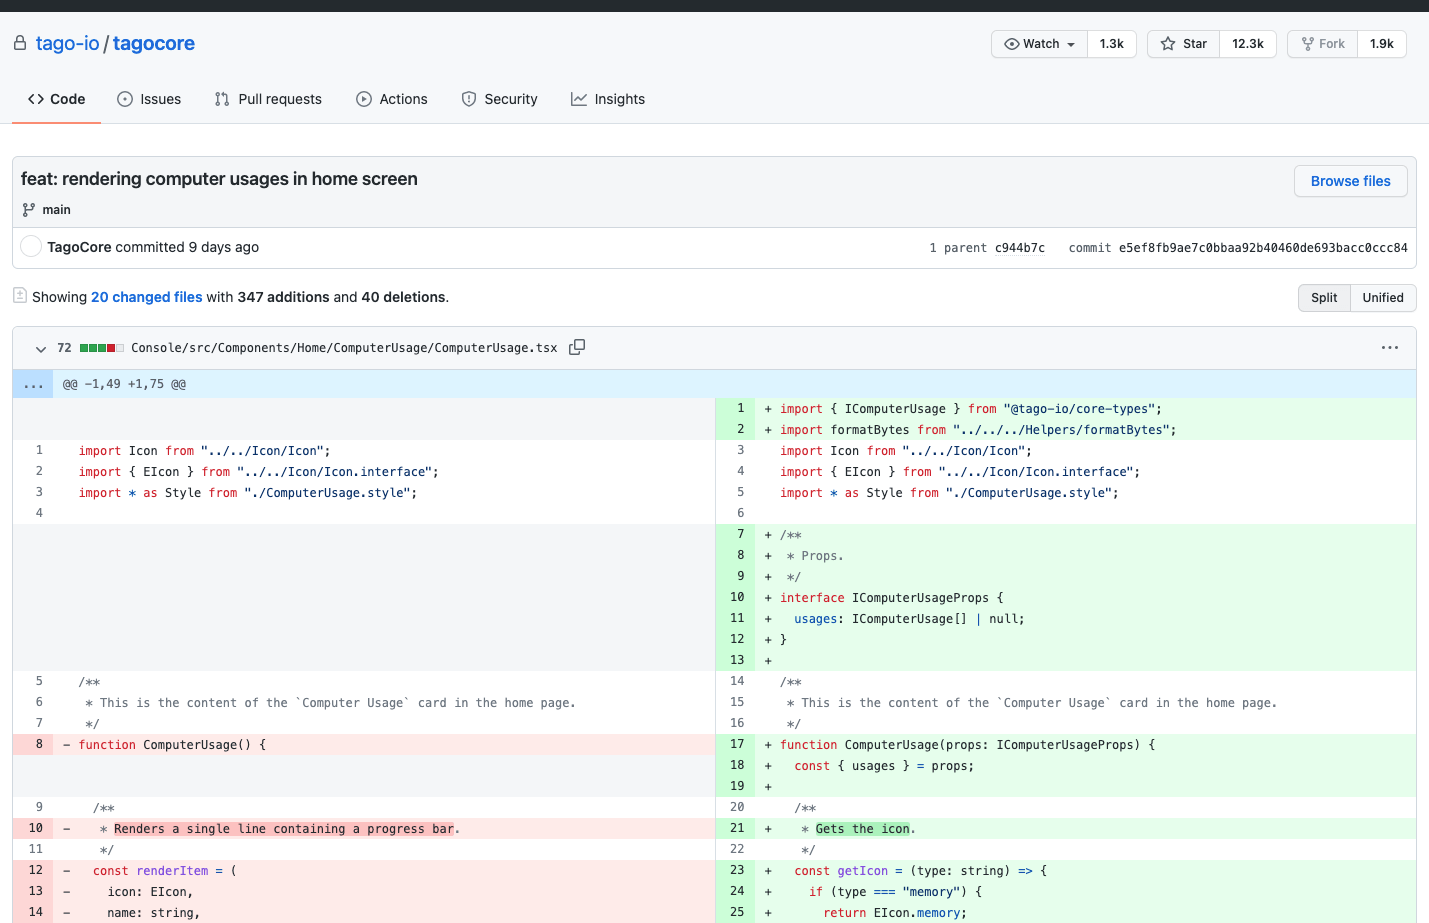 tago-io / tagocore
Watch 1.3k Star 12.3k Fork 1.9k
Code Issues Pull requests Actions Security Insights
feat: rendering computer usages in home screen
Browse files
main
TagoCore committed 9 days ago 1 parent c944b7c commit e5ef8fb9ae7c0bbaa92b40460de693bacc0ccc84
Showing 20 changed files with 347 additions and 40 deletions.
Split Unified
72 Console/src/Components/Home/ComputerUsage/ComputerUsage.tsx
... @@ -1,49 +1,75 @@
1 + import { IComputerUsage } from "@tago-io/core-types";
2 + import formatBytes from "../../../Helpers/formatBytes";
1 import Icon from "../../Icon/Icon"; 3 import Icon from "../../Icon/Icon";
2 import { EIcon } from "../../Icon/Icon.interface"; 4 import { EIcon } from "../../Icon/Icon.interface";
3 import * as Style from "./ComputerUsage.style"; 5 import * as Style from "./ComputerUsage.style";
4 6
7 + /**
8 + * Props.
9 + */
10 + interface IComputerUsageProps {
11 + usages: IComputerUsage[] | null;
12 + }
13 +
5 /** 14 /**
6 * This is the content of the `Computer Usage` card in the home page. 15 * This is the content of the `Computer Usage` card in the home page.
7 */ 16 */
8 - function ComputerUsage() { 17 + function ComputerUsage(props: IComputerUsageProps) {
18 + const { usages } = props;
19 +
9 /** 20 /**
10 - * Renders a single line containing a progress bar. 21 + * Gets the icon.
11 */ 22 */
12 - const renderItem = ( 23 + const getIcon = (type: string) => {
13 - icon: EIcon, 24 + if (type === "memory") {
14 - name: string, 25 + return EIcon.memory;